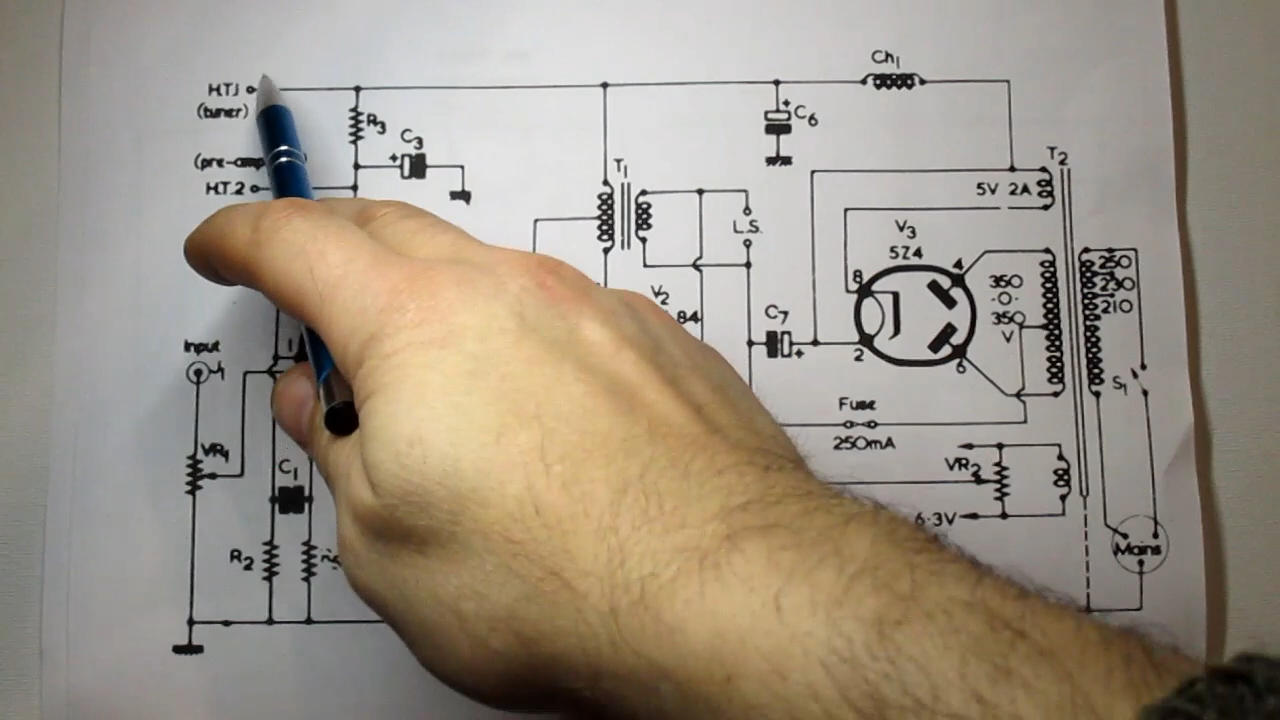 Ch1
H.T.1
(tuner)
R3
C3
C6
(pre-amp
H.T.2
T1
T2
5V 2A
L.S.
V3
5Z4
8
4
350
-0-
350
V
250
230
210
V2
84
C7
+
2
6
S1
Input
J1
VR1
C1
R2
Fuse
250mA
VR2
6·3V
Mains